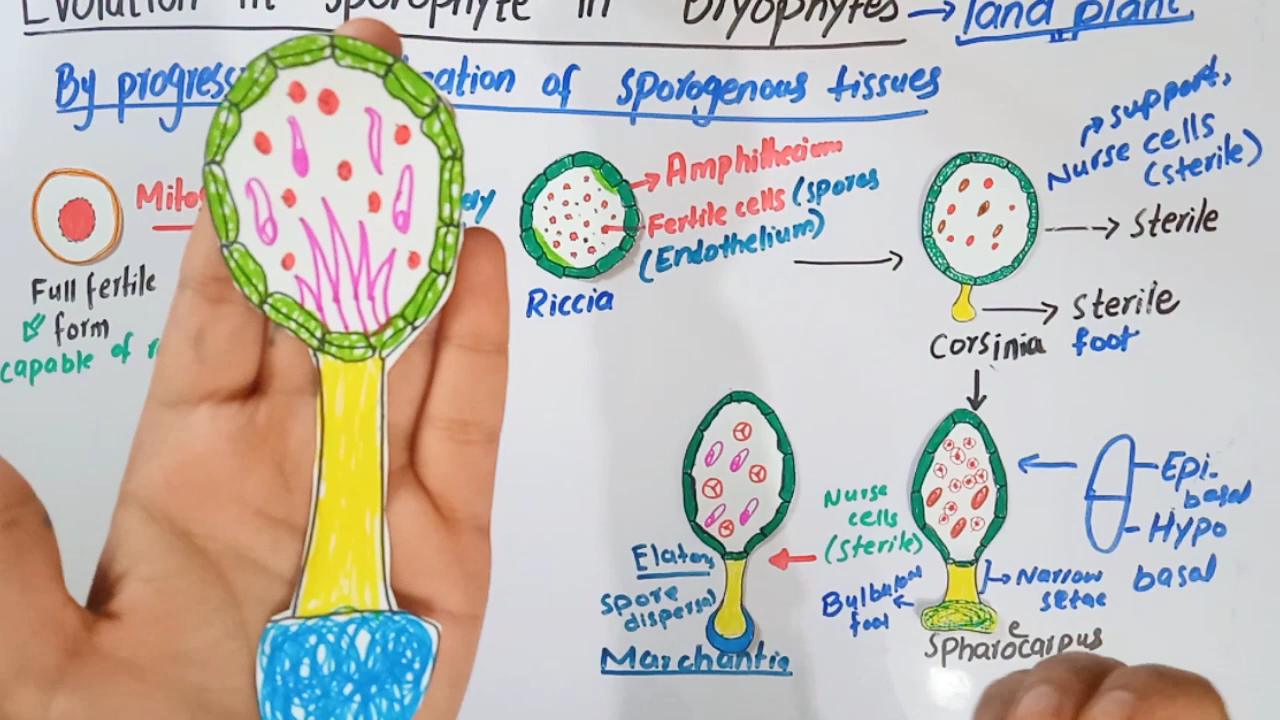 Evolution in sporophyte in Bryophytes → land plant
By progress ation of sporogenous tissues
Amphithecium
Fertile cells (spores
(Endothelium)
Riccia
support.
Nurse cells
(sterile)
Sterile
sterile
foot
Corsinia
Full fertile
form
capable of
Epi-
basal
Hypo
basal
Narrow
setae
Bulbular
foot
Sphaerocarpus
Nurse
cells
(sterile)
Elators
Spore
dispersal
Marchantia